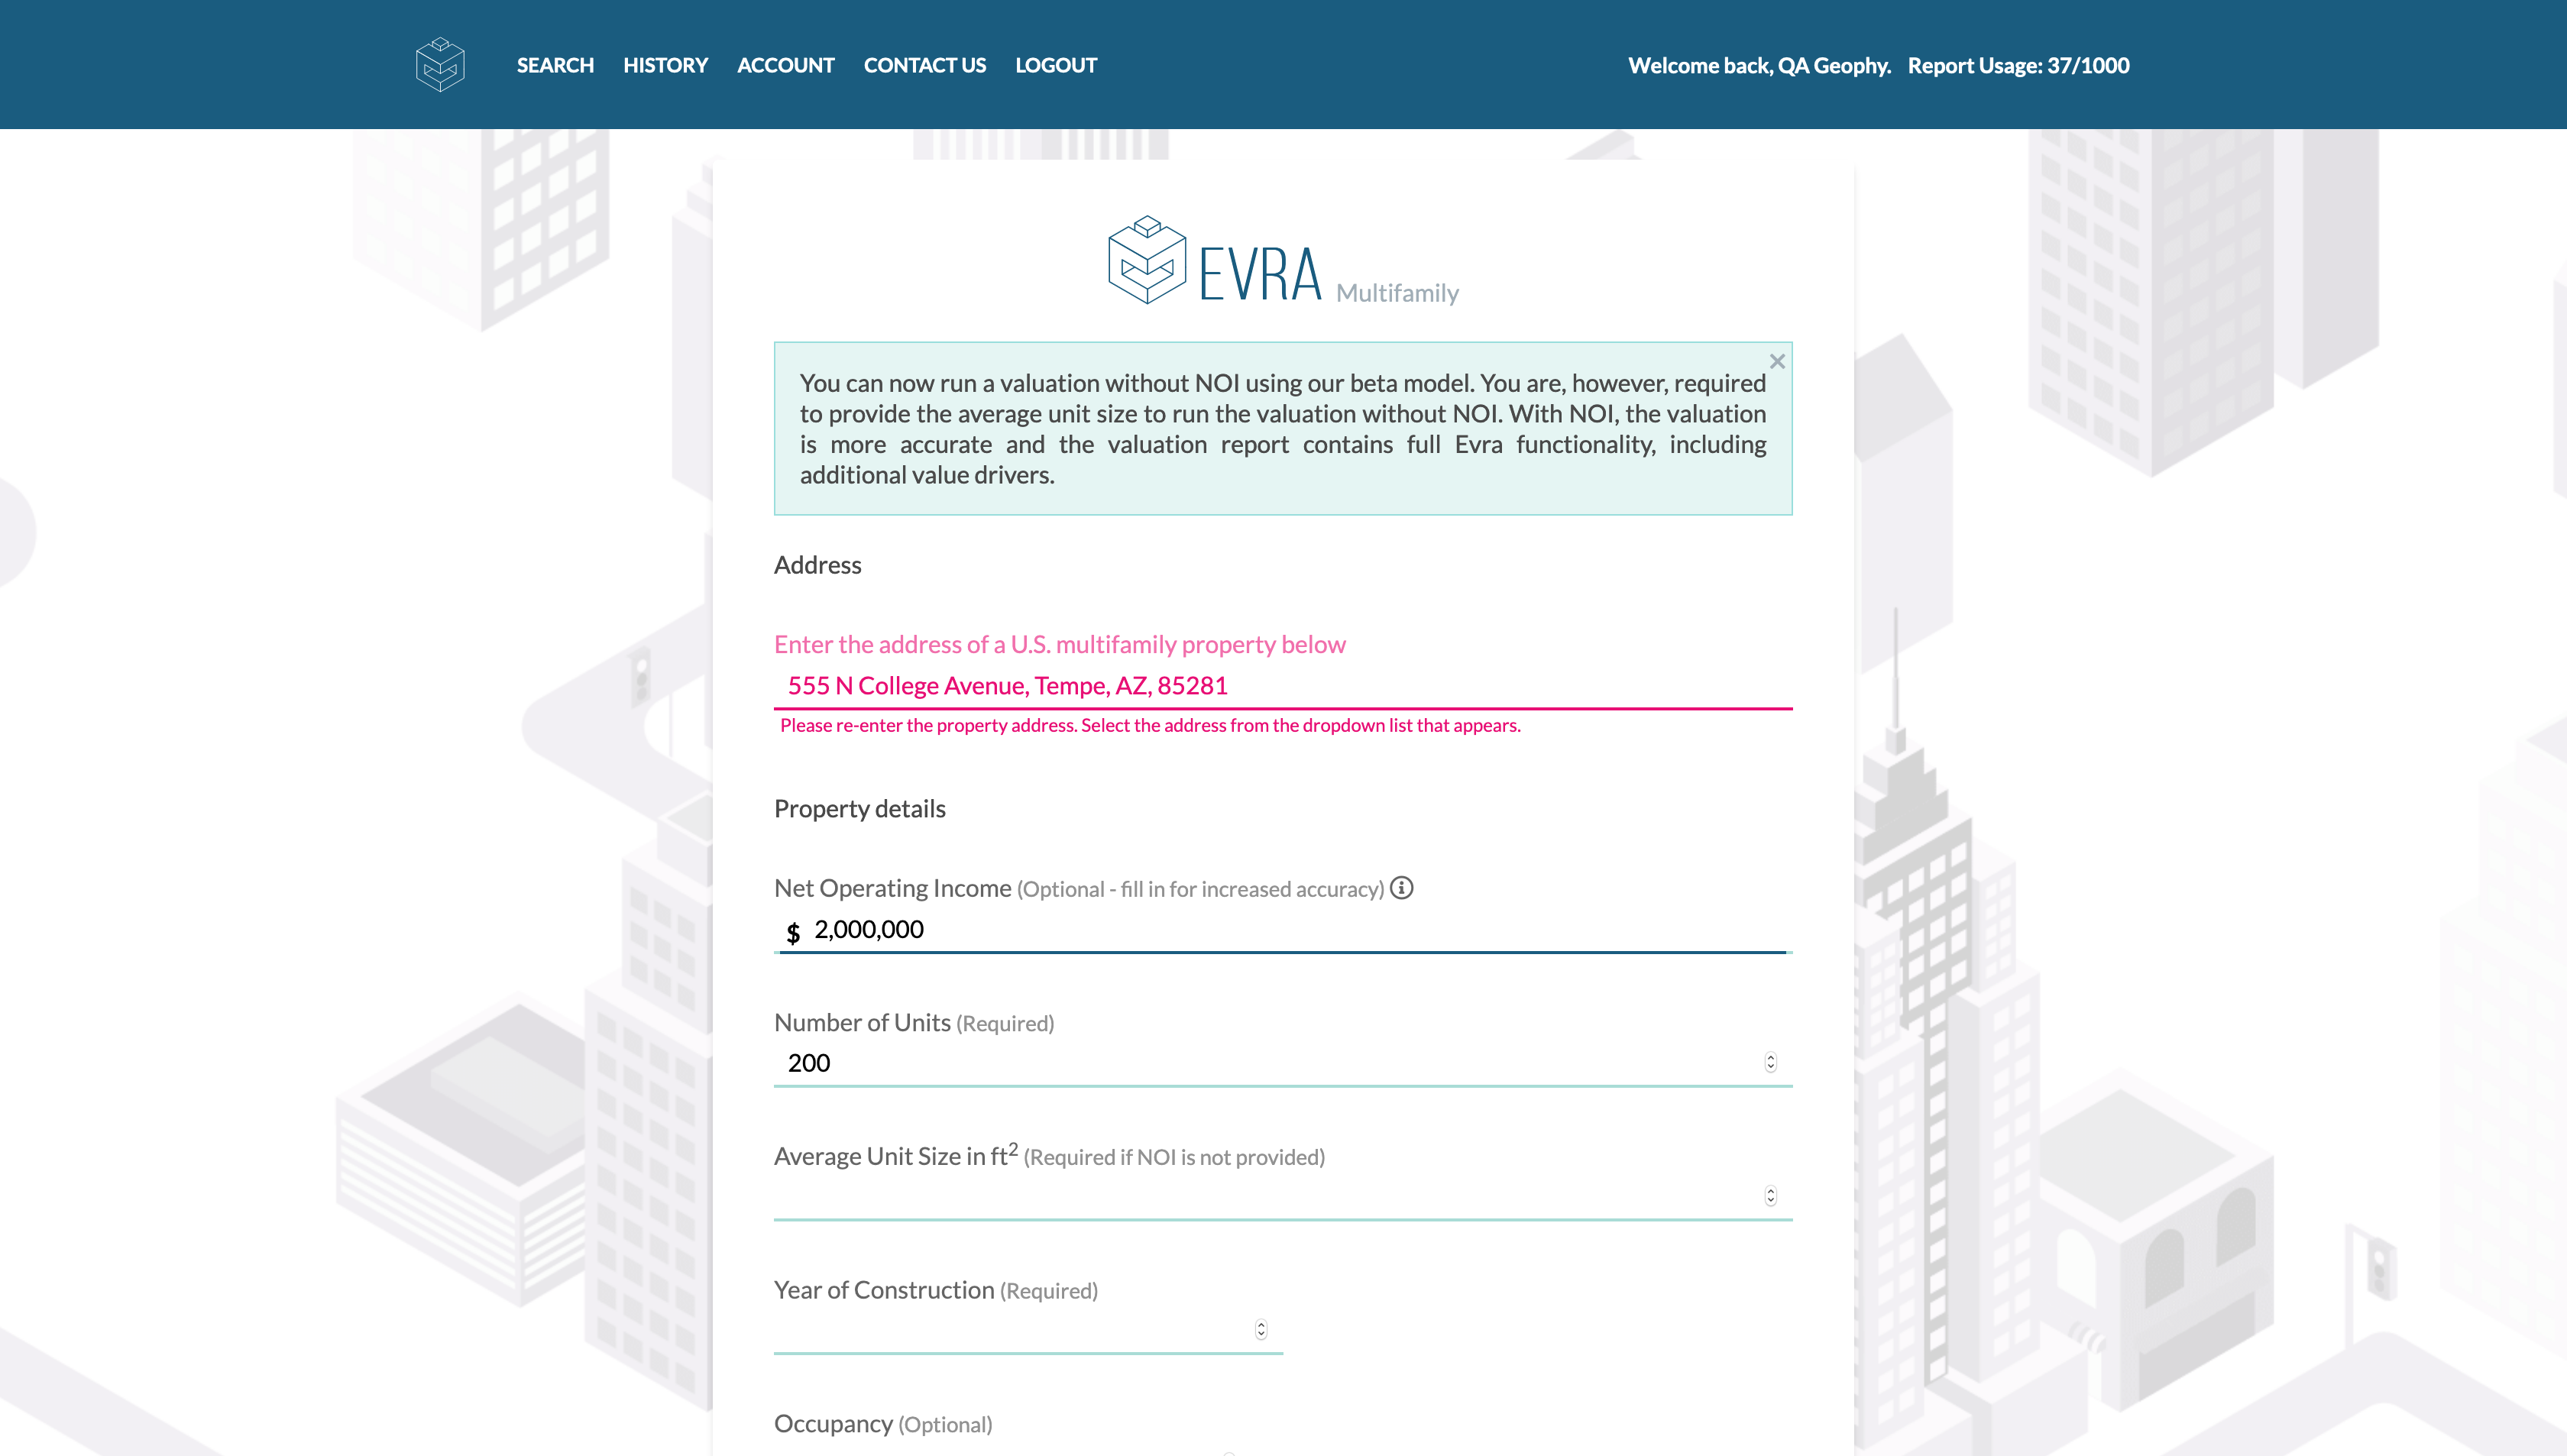 SEARCH HISTORY ACCOUNT CONTACT US LOGOUT Welcome back, QA Geophy. Report Usage: 37/1000
EVRA Multifamily
You can now run a valuation without NOI using our beta model. You are, however, required
to provide the average unit size to run the valuation without NOI. With NOI, the valuation
is more accurate and the valuation report contains full Evra functionality, including
additional value drivers.
Address
Enter the address of a U.S. multifamily property below
555 N College Avenue, Tempe, AZ, 85281
Please re-enter the property address. Select the address from the dropdown list that appears.
Property details
Net Operating Income (Optional - fill in for increased accuracy)
$ 2,000,000
Number of Units (Required)
200
Average Unit Size in ft² (Required if NOI is not provided)
Year of Construction (Required)
Occupancy (Optional)